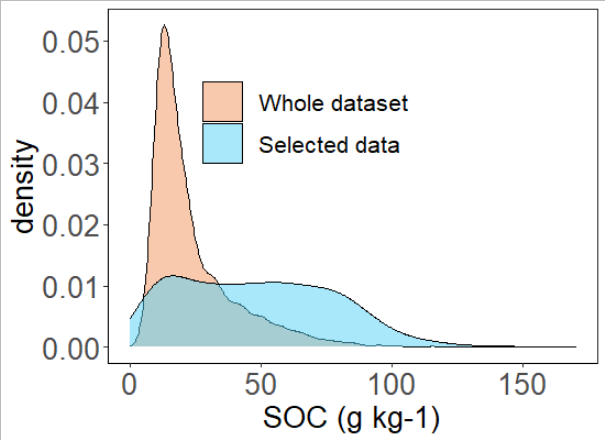 0.05
0.04
0.03
0.02
0.01
0.00
density
Whole dataset
Selected data
0 50 100 150
SOC (g kg-1)